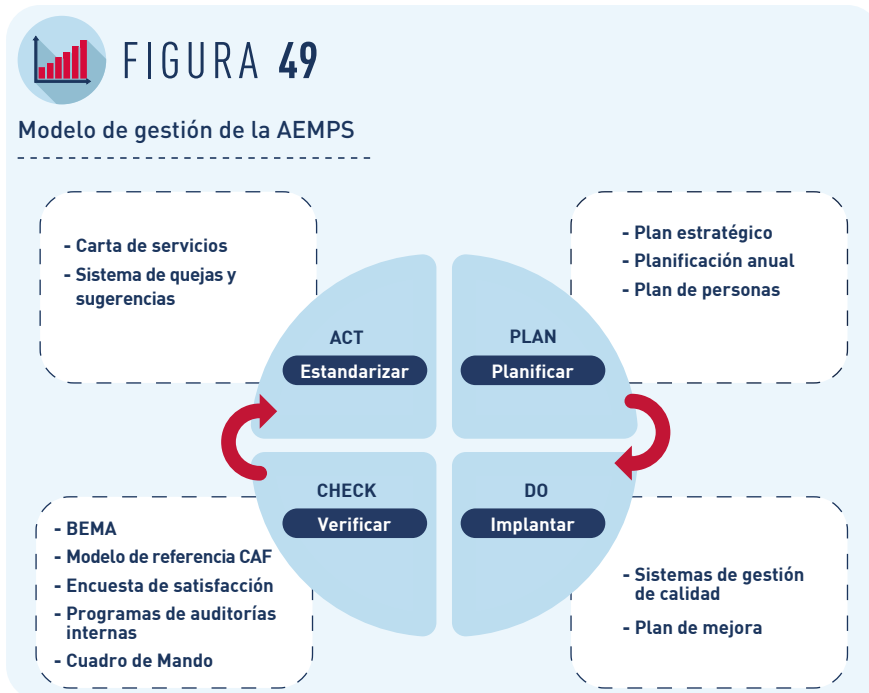 FIGURA 49
Modelo de gestión de la AEMPS
- Carta de servicios
- Sistema de quejas y
sugerencias
- Plan estratégico
- Planificación anual
- Plan de personas
ACT
Estandarizar
PLAN
Planificar
CHECK
Verificar
DO
Implantar
- BEMA
- Modelo de referencia CAF
- Encuesta de satisfacción
- Programas de auditorías
internas
- Cuadro de Mando
- Sistemas de gestión
de calidad
- Plan de mejora